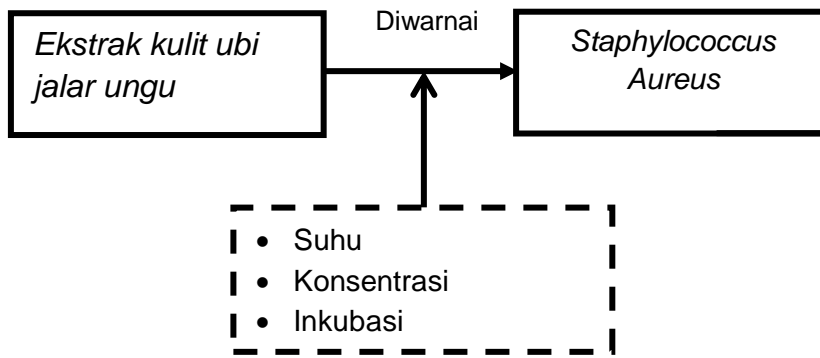 Ekstrak kulit ubi
jalar ungu
Diwarnai
Staphylococcus
Aureus
• Suhu
• Konsentrasi
• Inkubasi